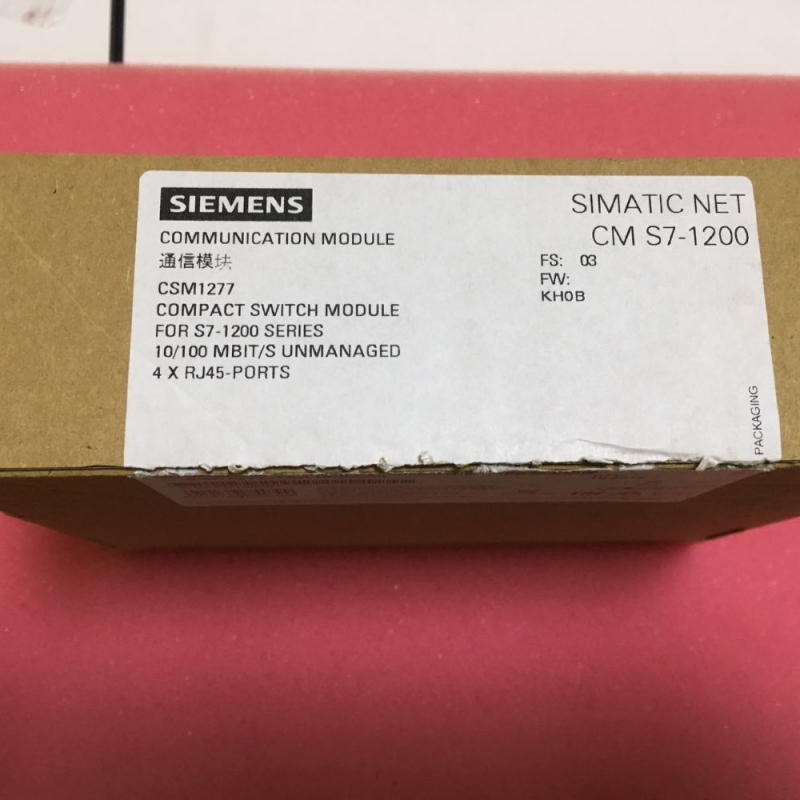 SIEMENS
SIMATIC NET
CM S7-1200
COMMUNICATION MODULE
通信模块
FS: 03
FW:
KH0B
CSM1277
COMPACT SWITCH MODULE
FOR S7-1200 SERIES
10/100 MBIT/S UNMANAGED
4 X RJ45-PORTS
PACKAGING